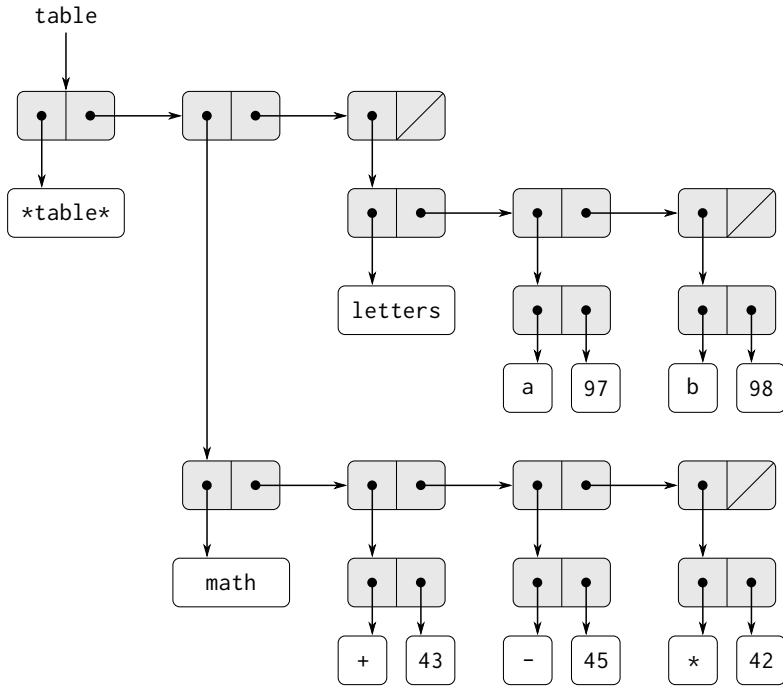 table
*table*
letters
a 97 b 98
math
+ 43 - 45 * 42